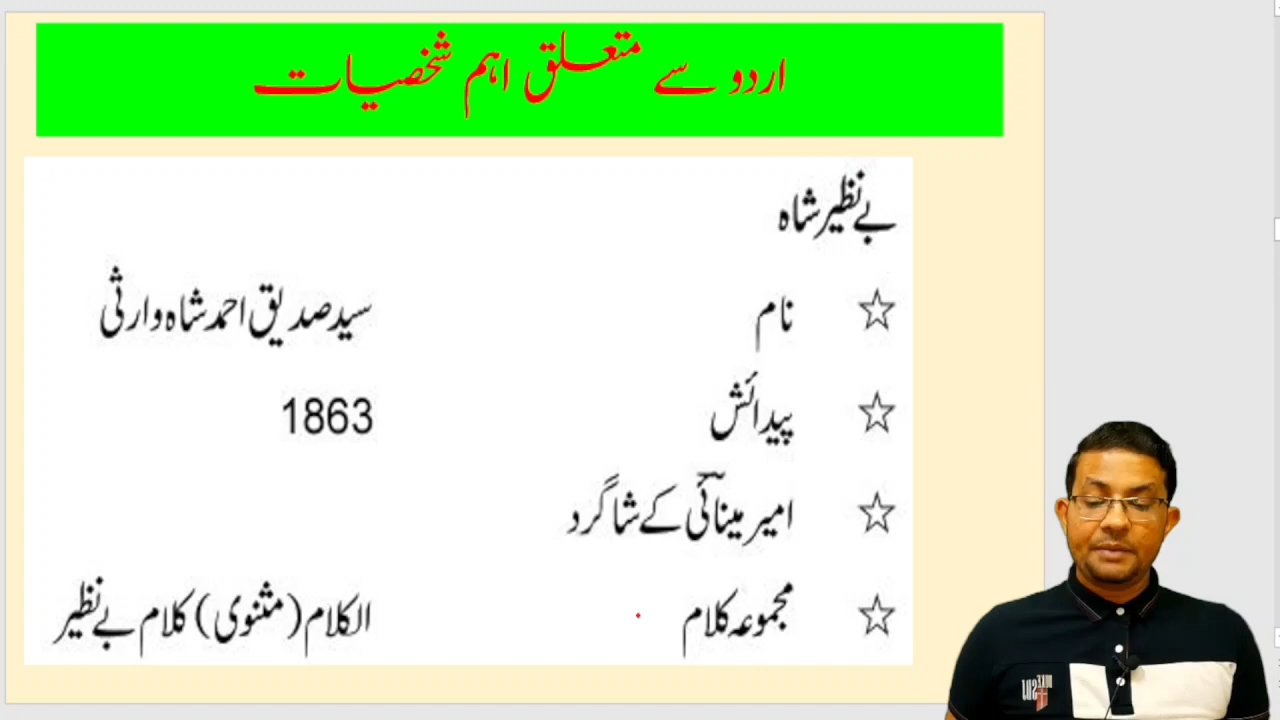 اردو سے متعلق اہم شخصیات
بے نظیر شاہ
☆ نام سید صدیق احمد شاہ وارثی
☆ پیدائش 1863
☆ امیر مینائیؔ کے شاگرد
☆ مجموعہ کلام الکلام (مثنوی) کلام بے نظیر